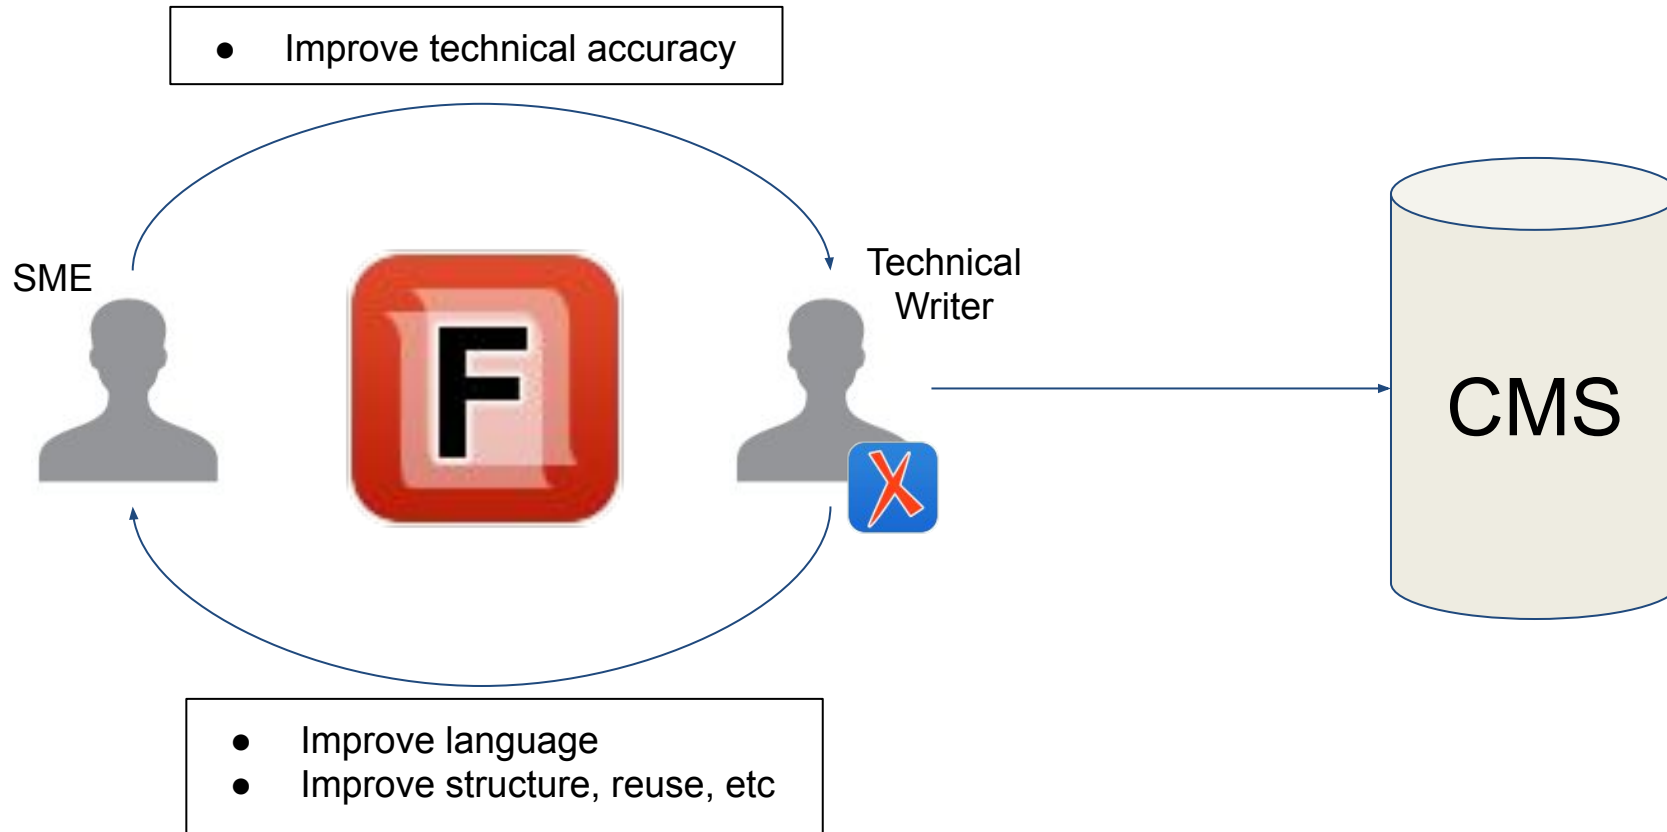 ● Improve technical accuracy
SME
Technical
Writer
F
X
CMS
● Improve language
● Improve structure, reuse, etc